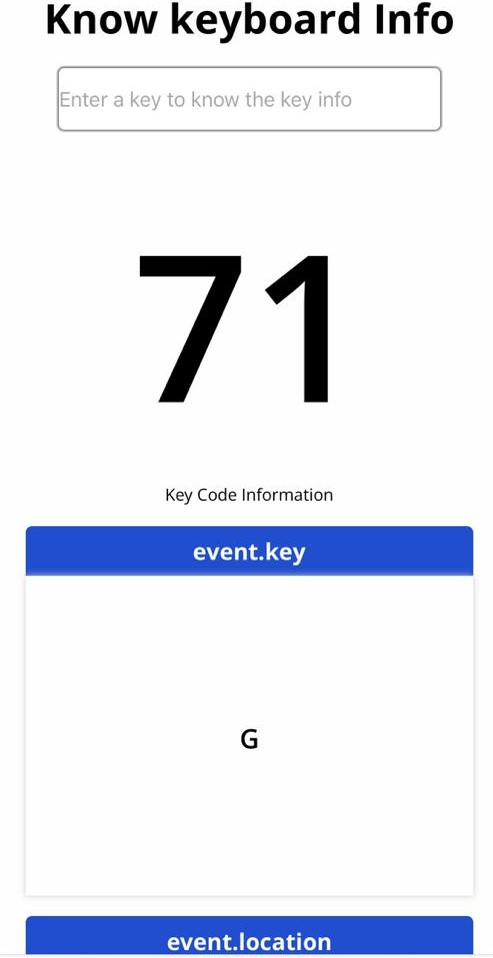 Know keyboard Info
Enter a key to know the key info
71
Key Code Information
event.key
G
event.location